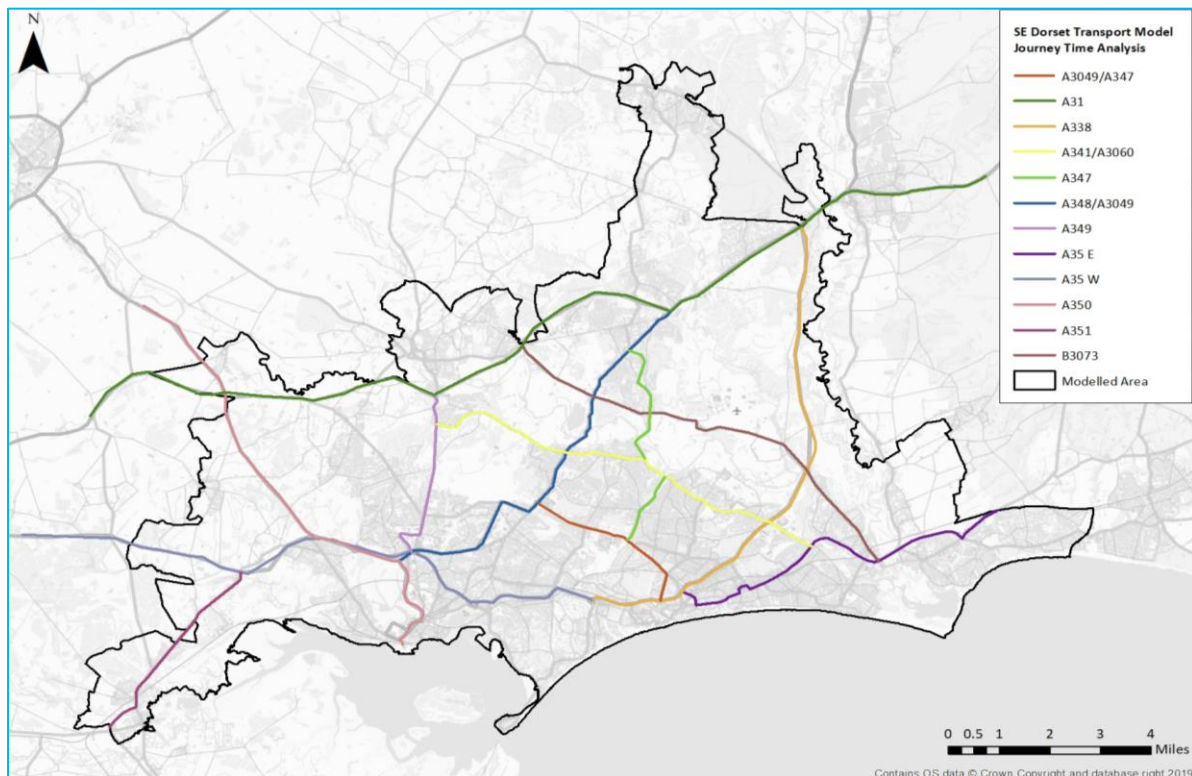 N
SE Dorset Transport Model
Journey Time Analysis
A3049/A347
A31
A338
A341/A3060
A347
A348/A3049
A349
A35 E
A35 W
A350
A351
B3073
Modelled Area
0 0.5 1 2 3 4
Miles
Contains OS data © Crown Copyright and database right 2019